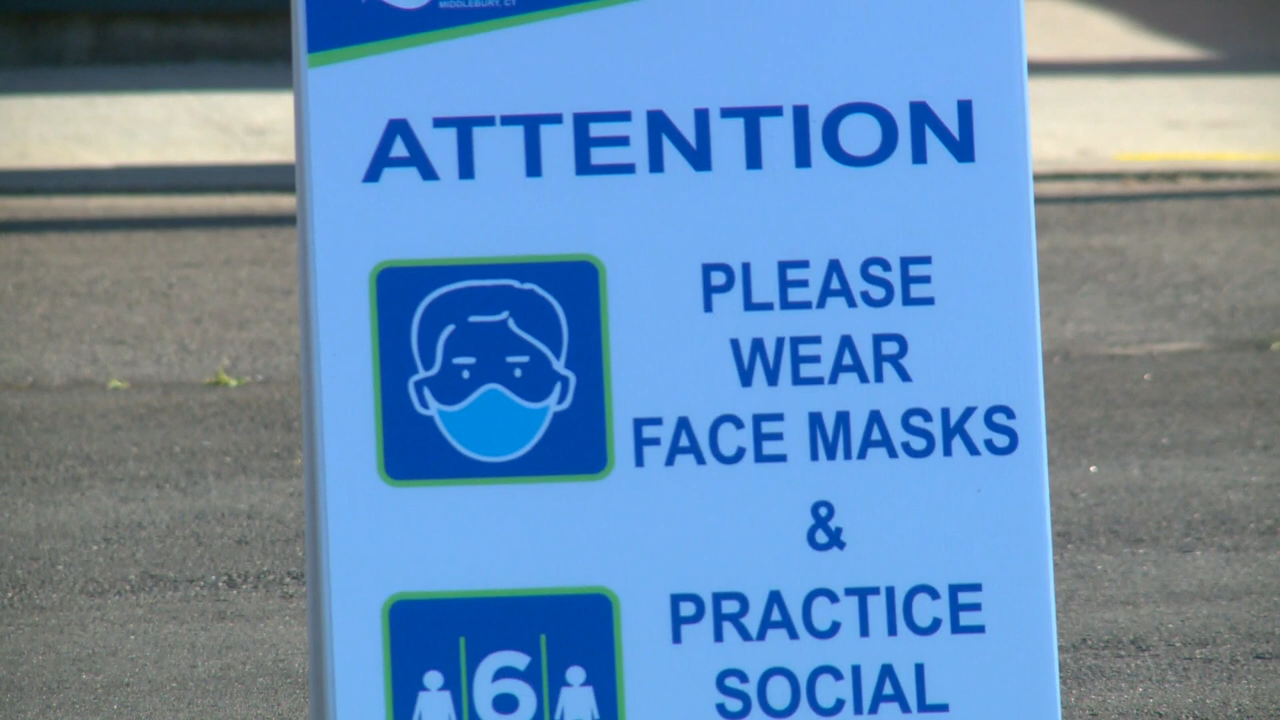 MIDDLEBURY, CT
ATTENTION
PLEASE
WEAR
FACE MASKS
&
PRACTICE
6
SOCIAL